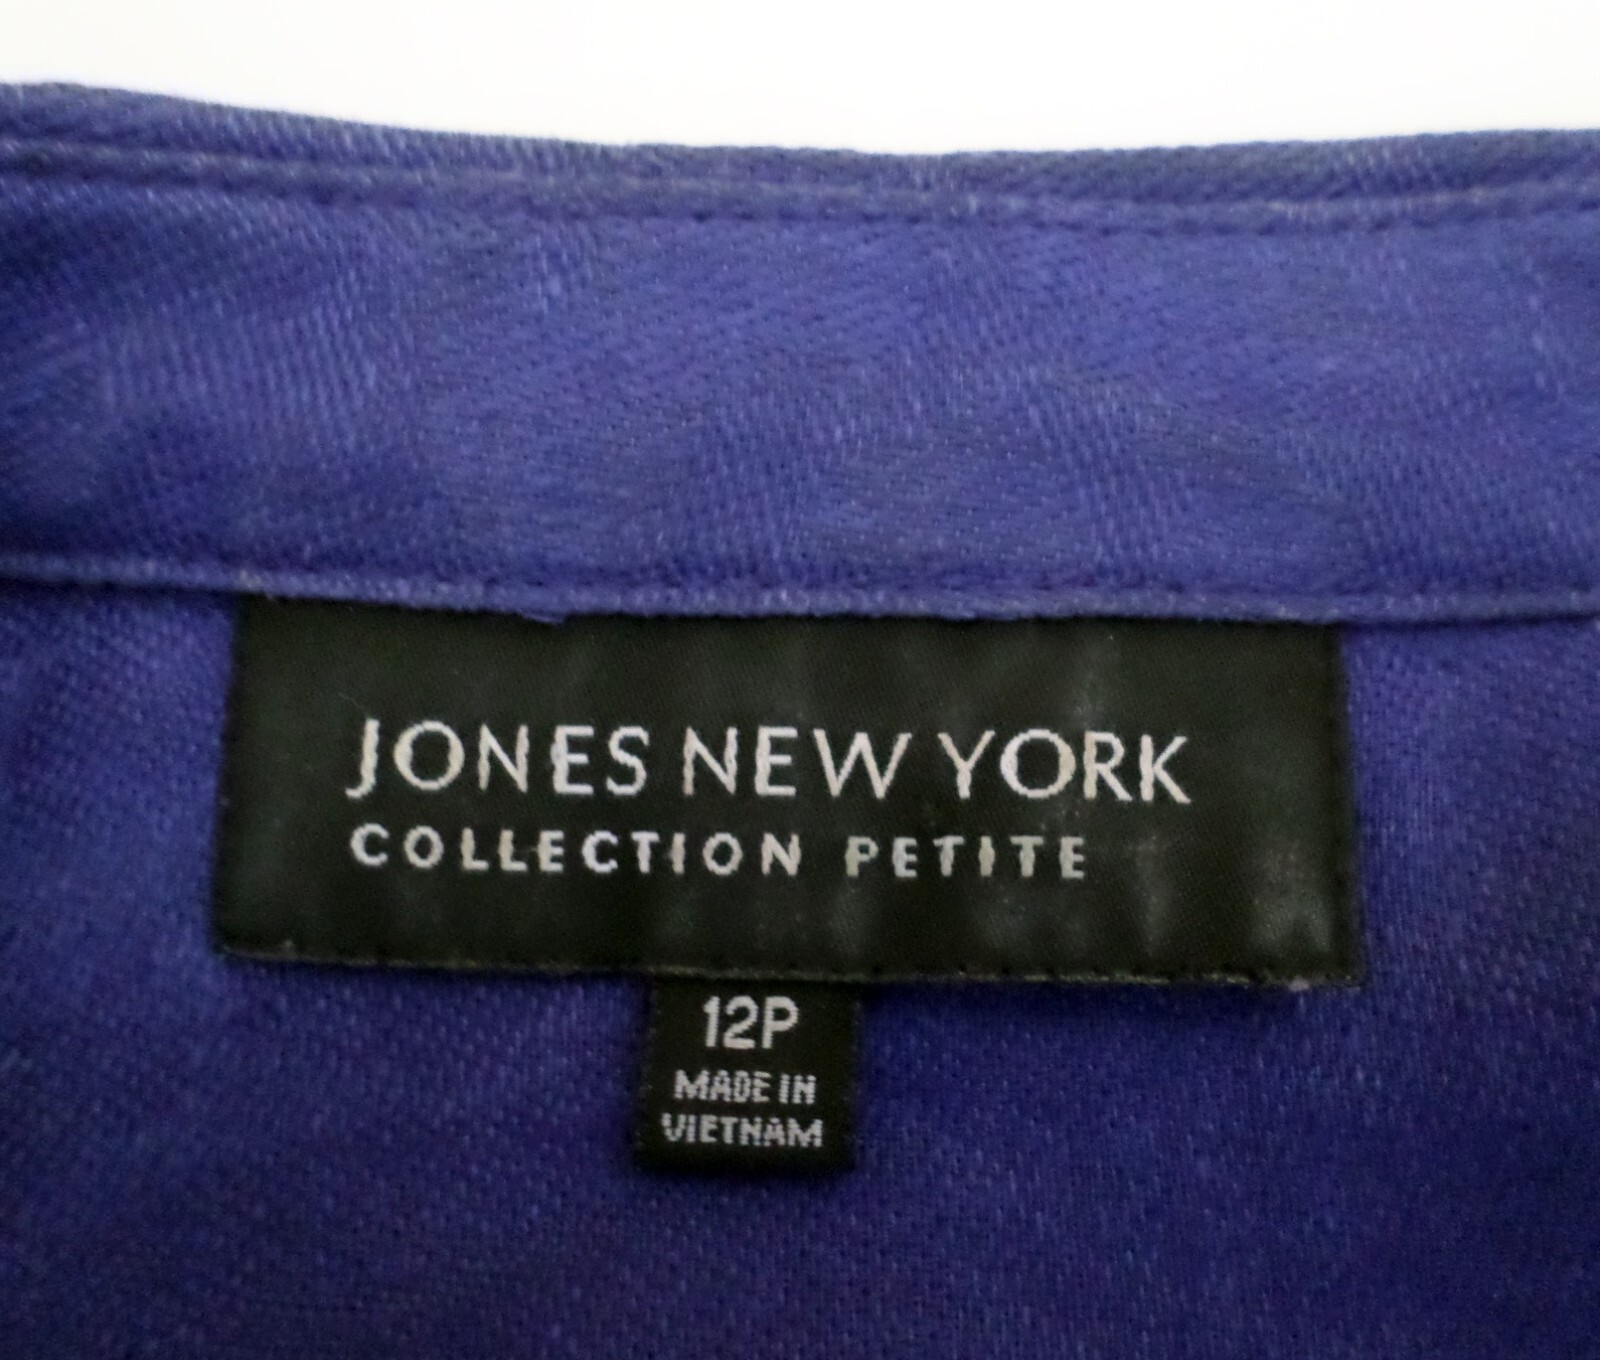 JONES NEW YORK
COLLECTION PETITE
12P
MADE IN
VIETNAM